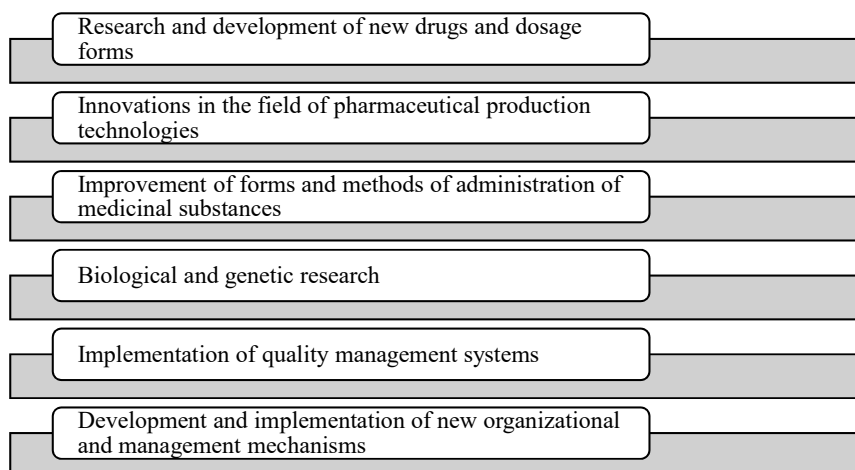 Research and development of new drugs and dosage
forms
Innovations in the field of pharmaceutical production
technologies
Improvement of forms and methods of administration of
medicinal substances
Biological and genetic research
Implementation of quality management systems
Development and implementation of new organizational
and management mechanisms